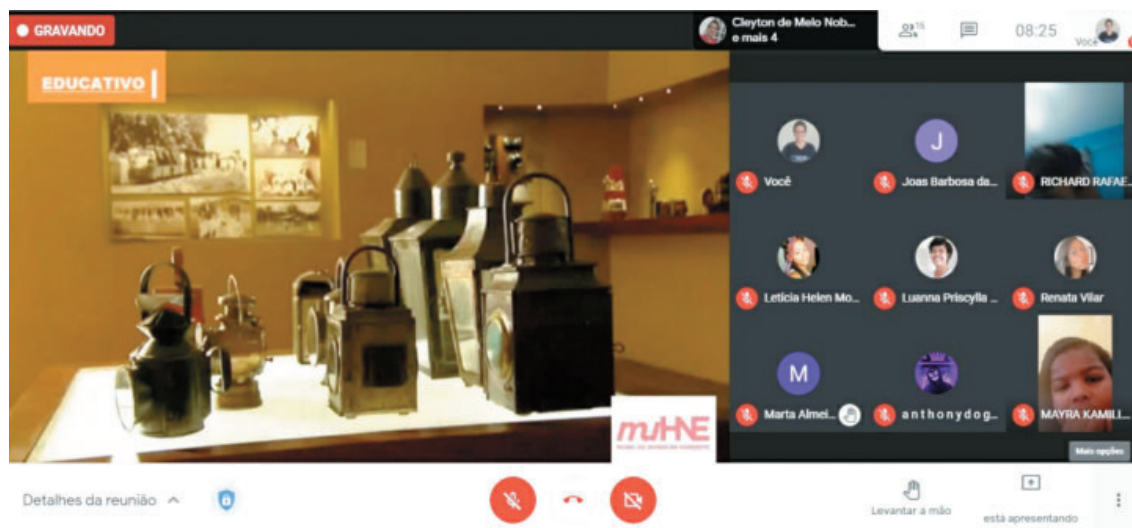 GRAVANDO
Cleyton de Melo Nob...
e mais 4
15
08:25
Você
EDUCATIVO
Você
J
Joas Barbosa da...
RICHARD RAFAE...
Letícia Helen Mo...
Luanna Priscylla ...
Renata Vilar
M
Marta Almei...
anthonydog...
MAYRA KAMILI...
muHNE
Mais opções
Detalhes da reunião
Levantar a mão
está apresentando